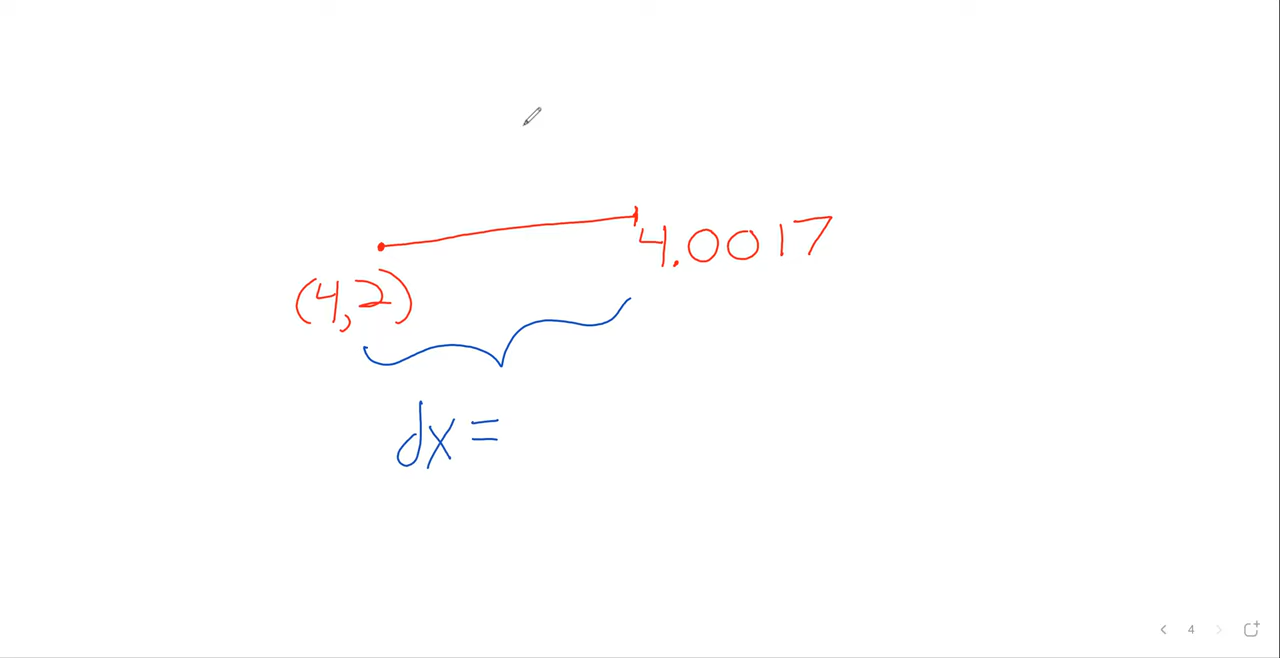 4.0017
(4,2)
dx =
4